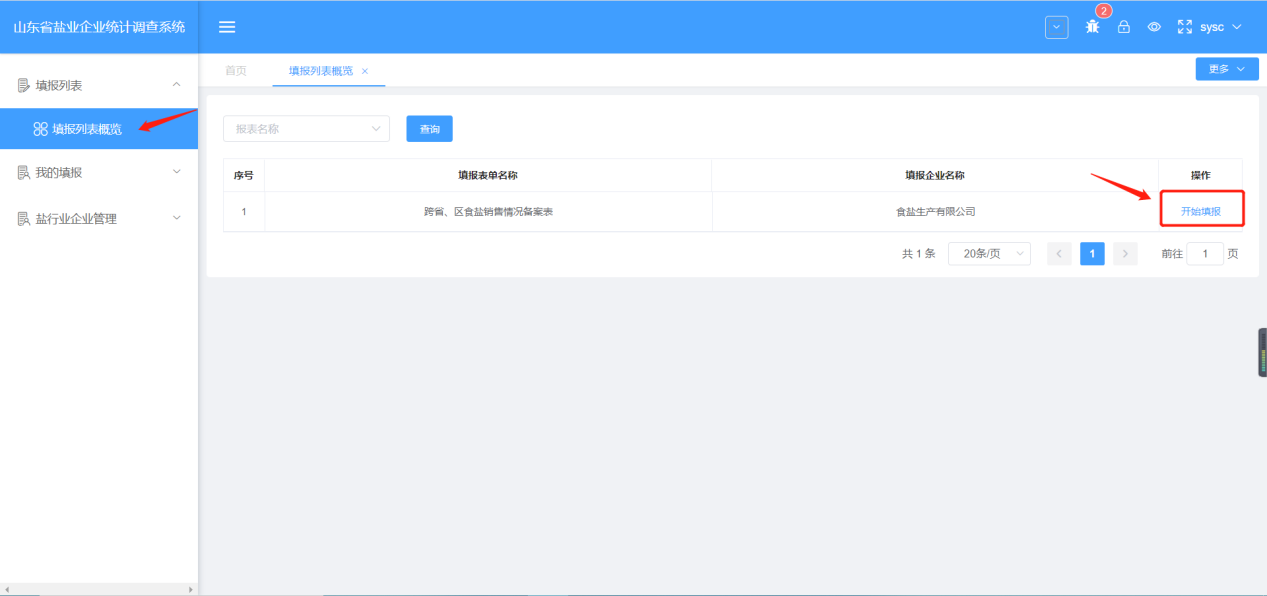 山东省盐业企业统计调查系统
2
sysc
填报列表
填报列表概览
我的填报
盐行业企业管理
首页
填报列表概览 ×
更多
报表名称
查询
序号 填报表单名称 填报企业名称 操作
1 跨省、区食盐销售情况备案表 食盐生产有限公司 开始填报
共 1 条 20条/页 < 1 > 前往 1 页